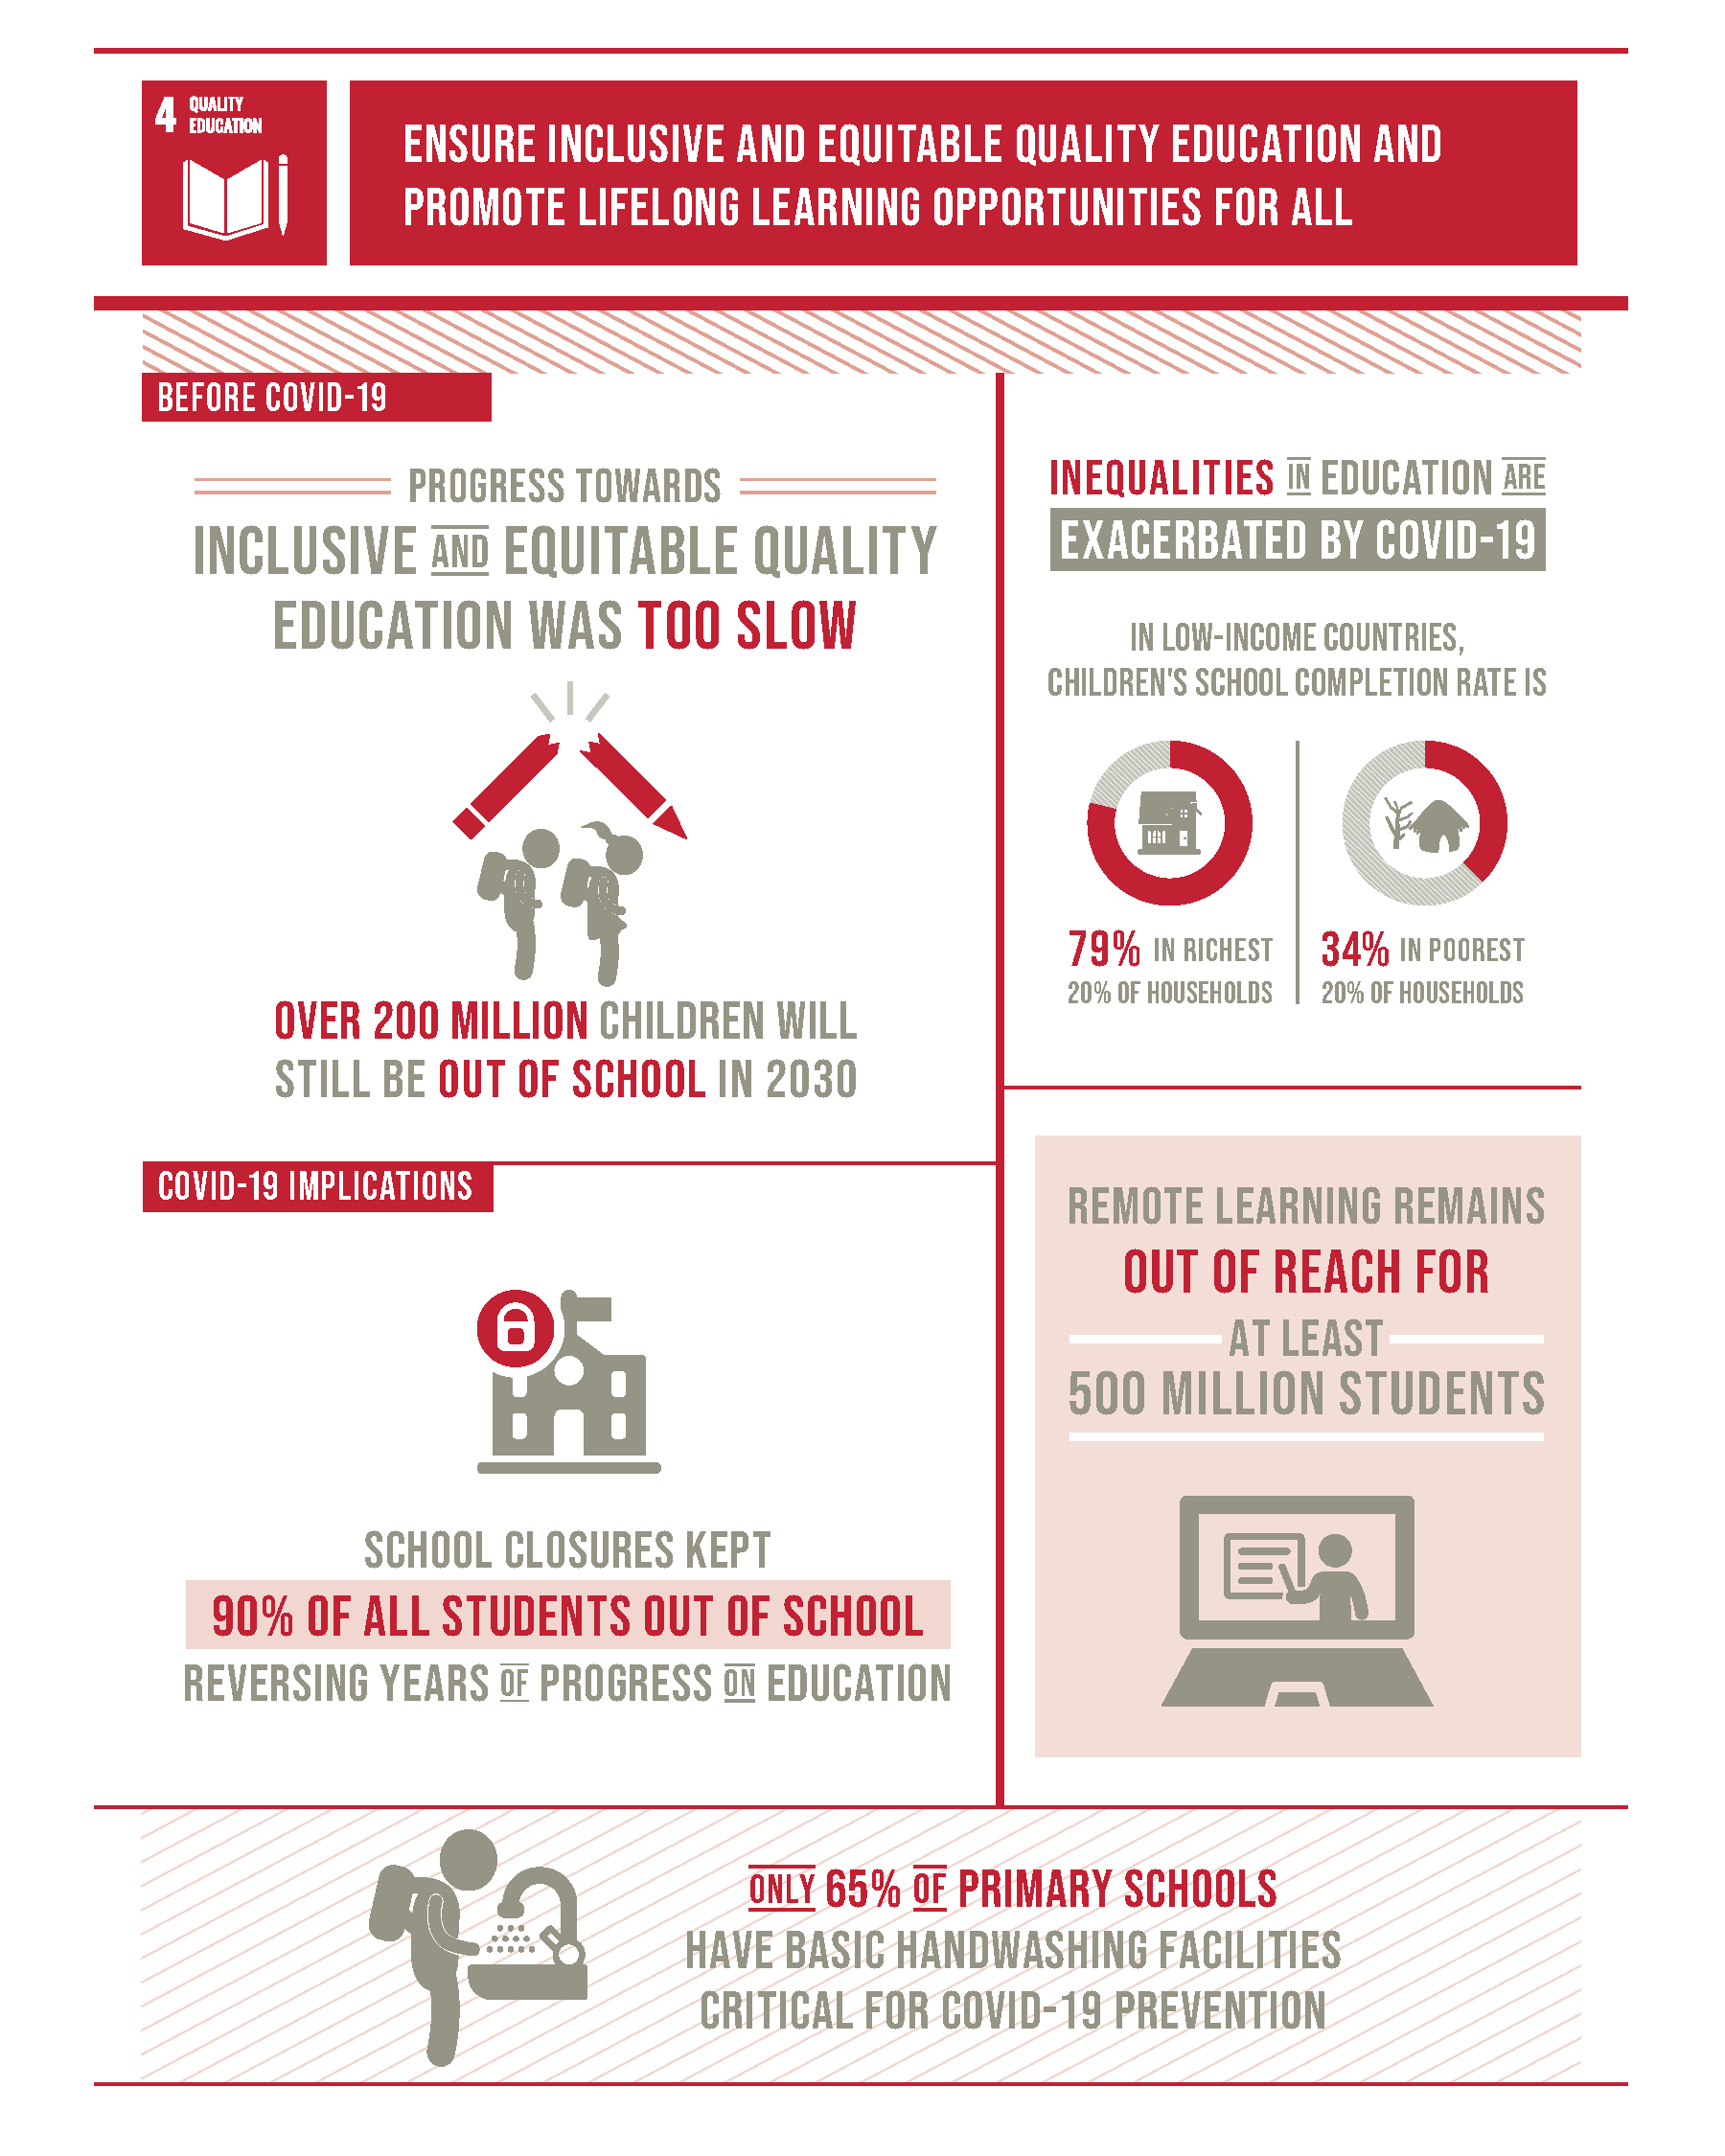 4 QUALITY
EDUCATION
ENSURE INCLUSIVE AND EQUITABLE QUALITY EDUCATION AND
PROMOTE LIFELONG LEARNING OPPORTUNITIES FOR ALL
BEFORE COVID-19
PROGRESS TOWARDS
INCLUSIVE AND EQUITABLE QUALITY
EDUCATION WAS TOO SLOW
OVER 200 MILLION CHILDREN WILL
STILL BE OUT OF SCHOOL IN 2030
INEQUALITIES IN EDUCATION ARE
EXACERBATED BY COVID-19
IN LOW-INCOME COUNTRIES,
CHILDREN'S SCHOOL COMPLETION RATE IS
79% IN RICHEST
20% OF HOUSEHOLDS
34% IN POOREST
20% OF HOUSEHOLDS
COVID-19 IMPLICATIONS
SCHOOL CLOSURES KEPT
90% OF ALL STUDENTS OUT OF SCHOOL
REVERSING YEARS OF PROGRESS ON EDUCATION
REMOTE LEARNING REMAINS
OUT OF REACH FOR
AT LEAST
500 MILLION STUDENTS
ONLY 65% OF PRIMARY SCHOOLS
HAVE BASIC HANDWASHING FACILITIES
CRITICAL FOR COVID-19 PREVENTION